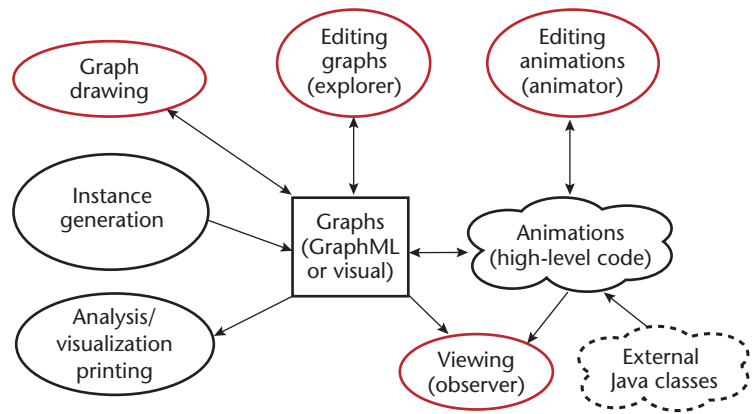 Graph
drawing
Editing
graphs
(explorer)
Editing
animations
(animator)
Instance
generation
Graphs
(GraphML
or visual)
Animations
(high-level code)
Analysis/
visualization
printing
Viewing
(observer)
External
Java classes